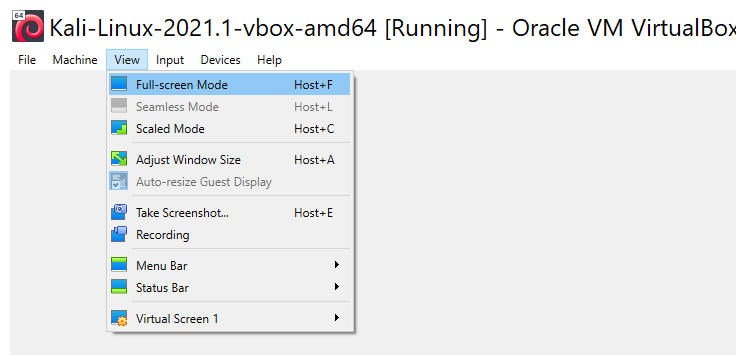 64
Kali-Linux-2021.1-vbox-amd64 [Running] - Oracle VM VirtualBox
File Machine View Input Devices Help
Full-screen Mode Host+F
Seamless Mode Host+L
Scaled Mode Host+C
Adjust Window Size Host+A
Auto-resize Guest Display
Take Screenshot... Host+E
Recording
Menu Bar
Status Bar
Virtual Screen 1